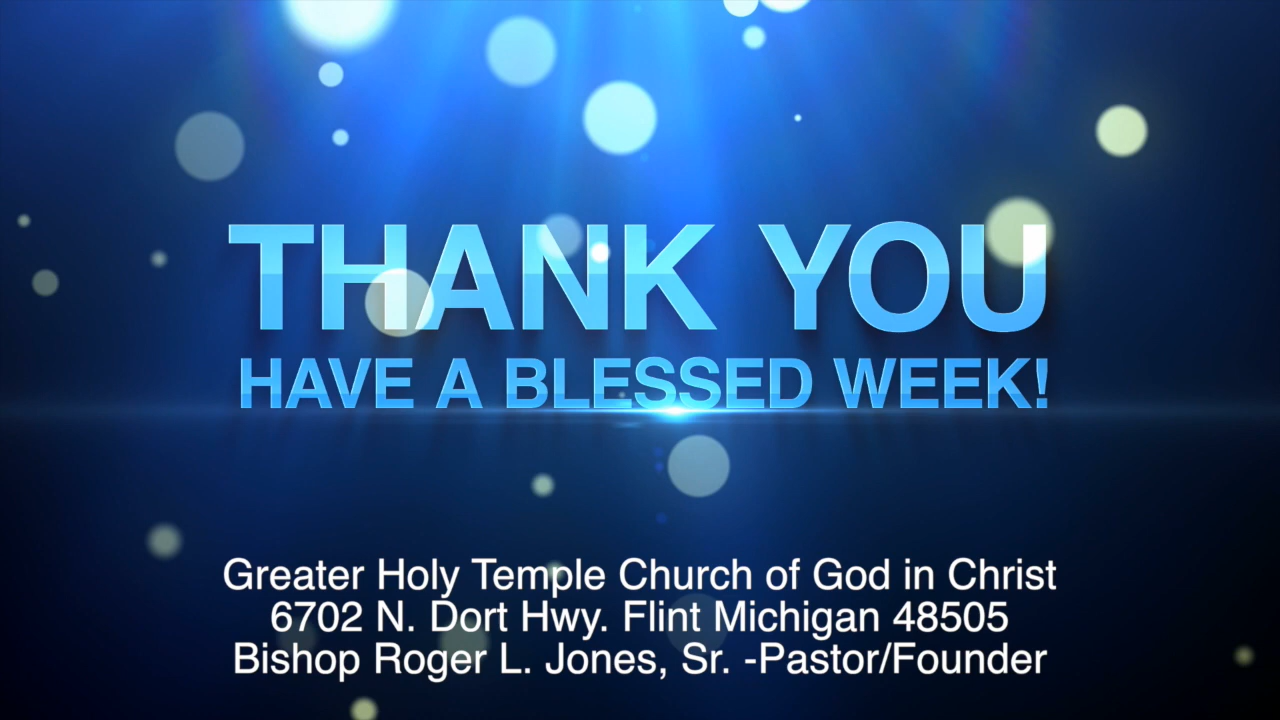 THANK YOU
HAVE A BLESSED WEEK!
Greater Holy Temple Church of God in Christ
6702 N. Dort Hwy. Flint Michigan 48505
Bishop Roger L. Jones, Sr. -Pastor/Founder